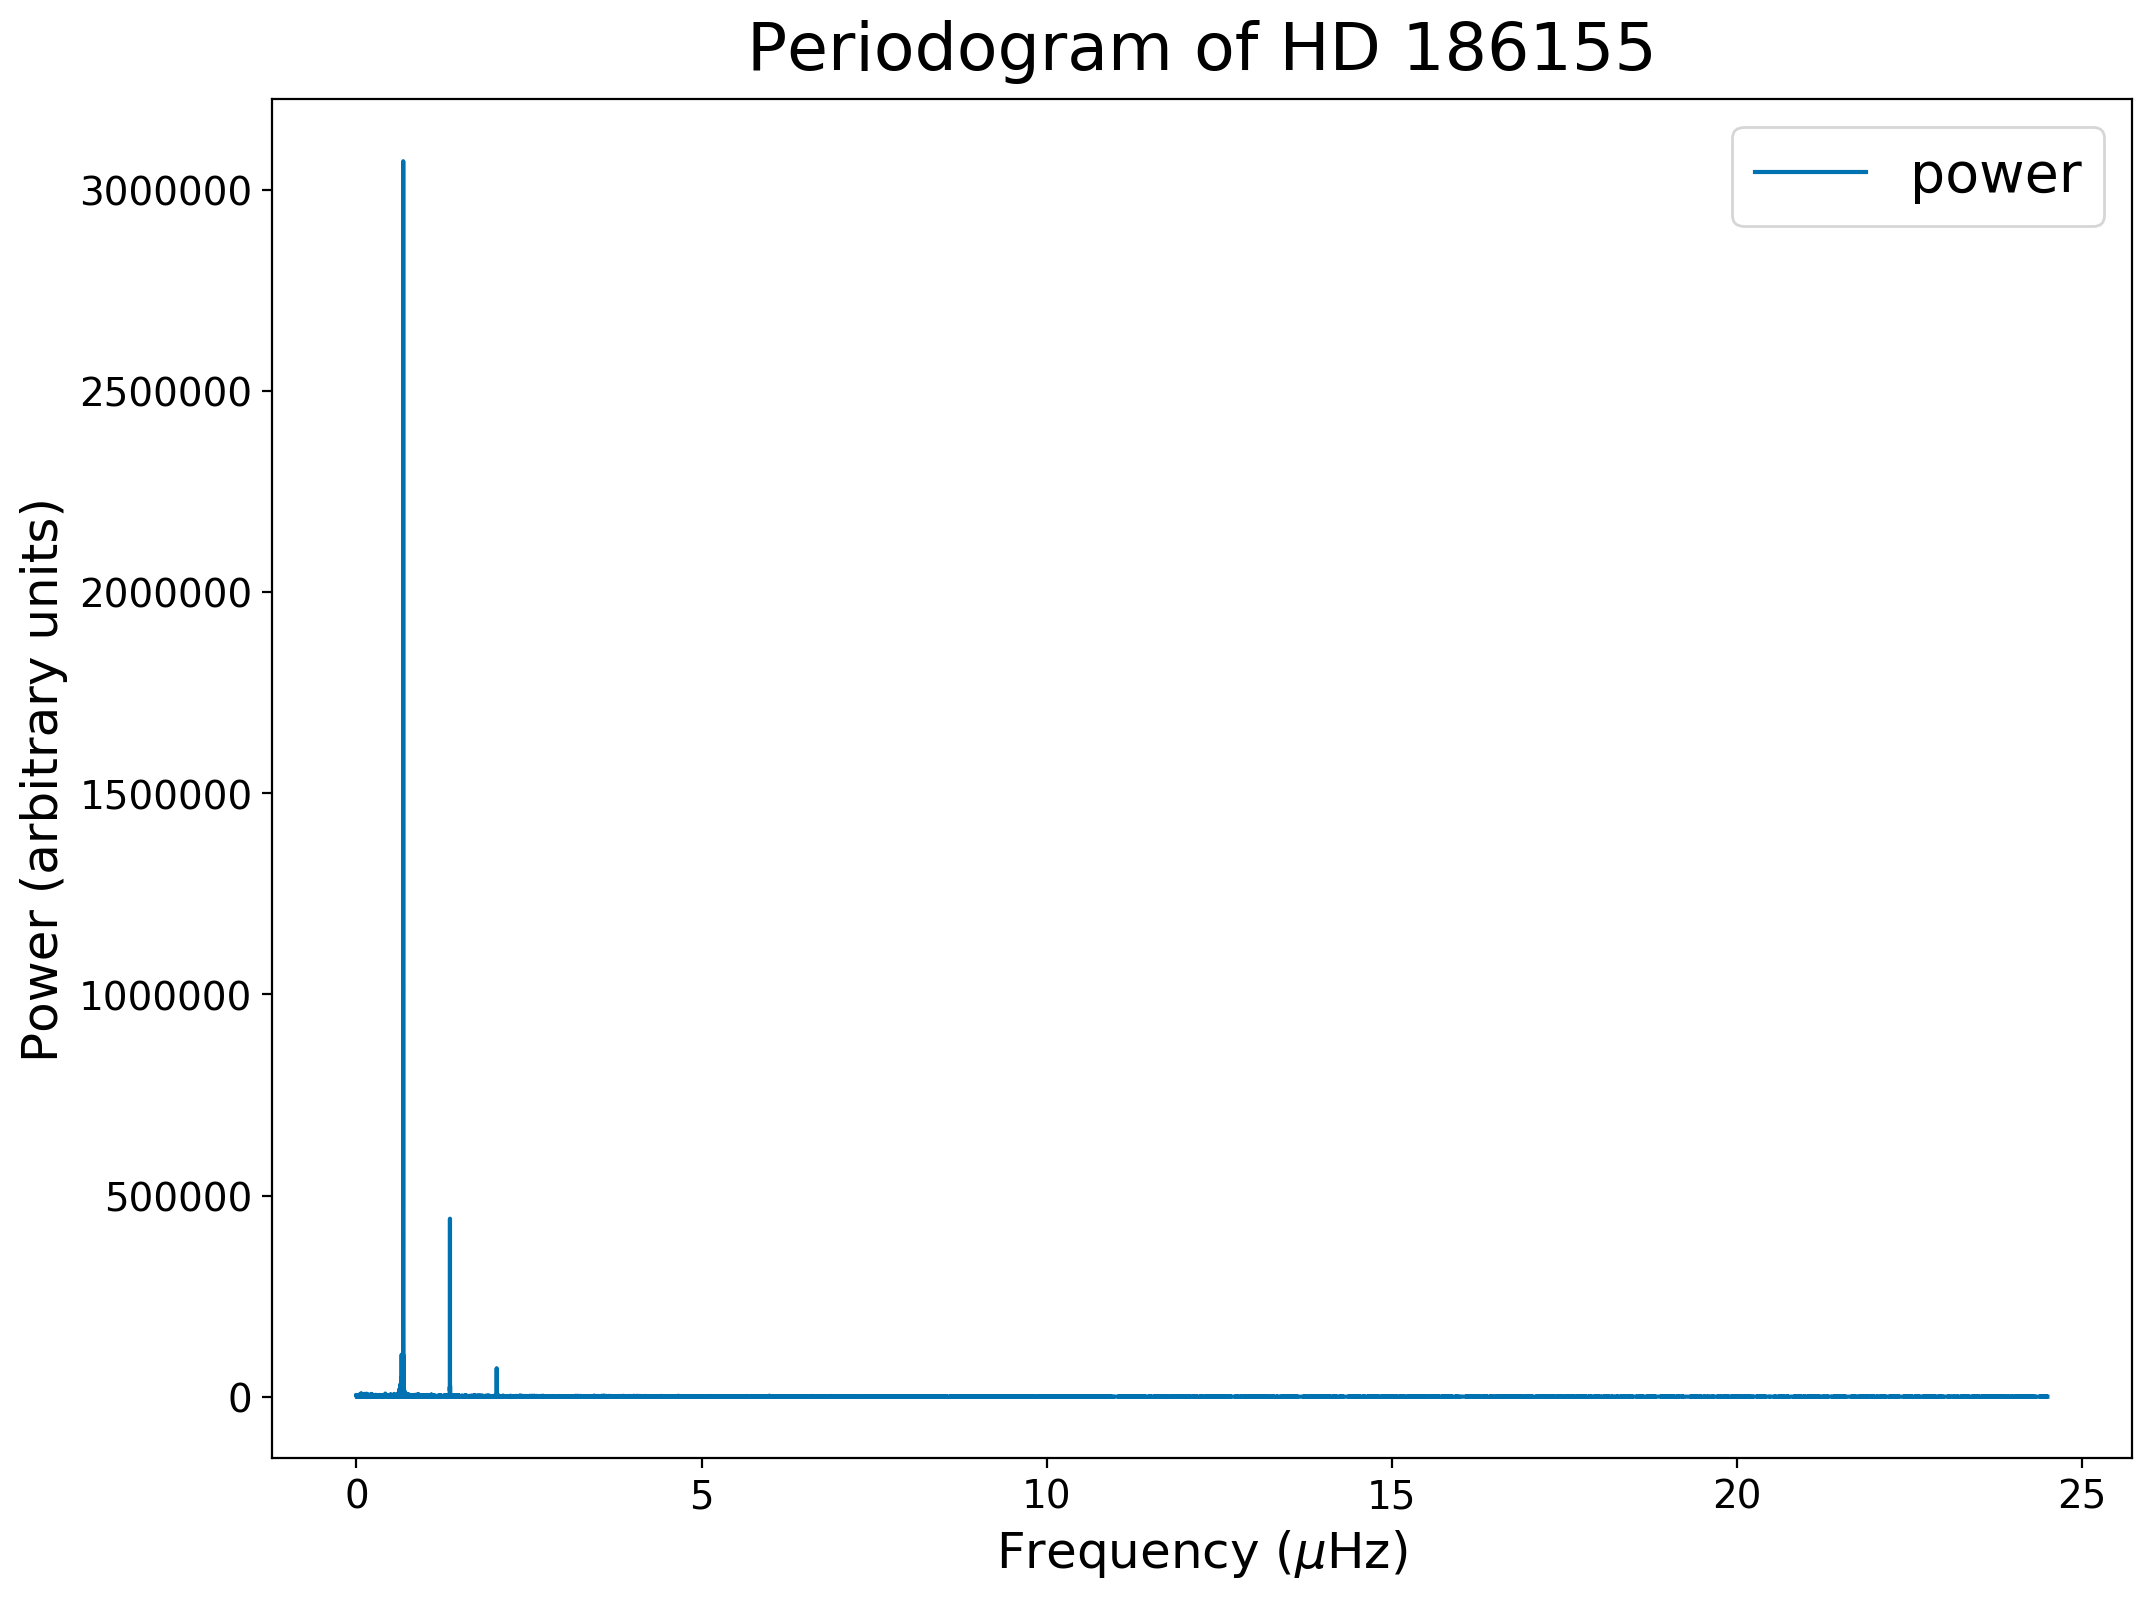 Periodogram of HD 186155
power
Power (arbitrary units)
3000000
2500000
2000000
1500000
1000000
500000
0
0 5 10 15 20 25
Frequency (μHz)